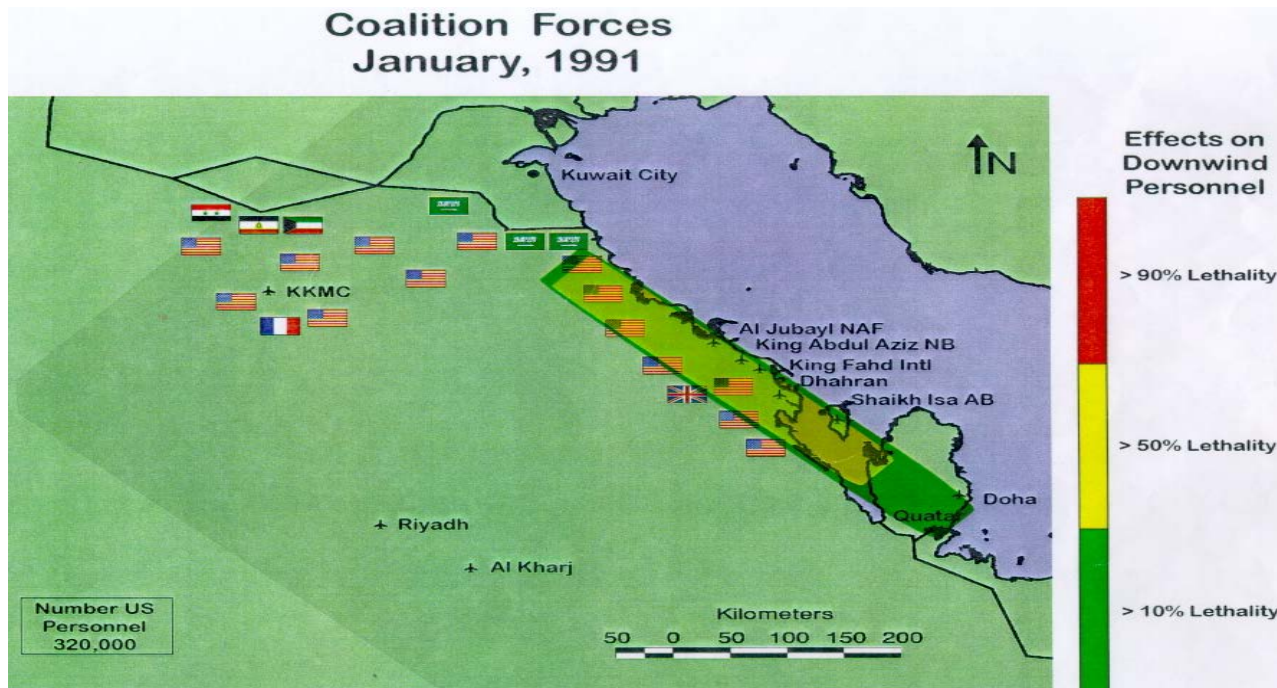 Coalition Forces
January, 1991
N
Kuwait City
KKMC
Al Jubayl NAF
King Abdul Aziz NB
King Fahd Intl
Dhahran
Shaikh Isa AB
Doha
Quatar
Riyadh
Al Kharj
Number US
Personnel
320,000
Kilometers
50 0 50 100 150 200
Effects on
Downwind
Personnel
> 90% Lethality
> 50% Lethality
> 10% Lethality